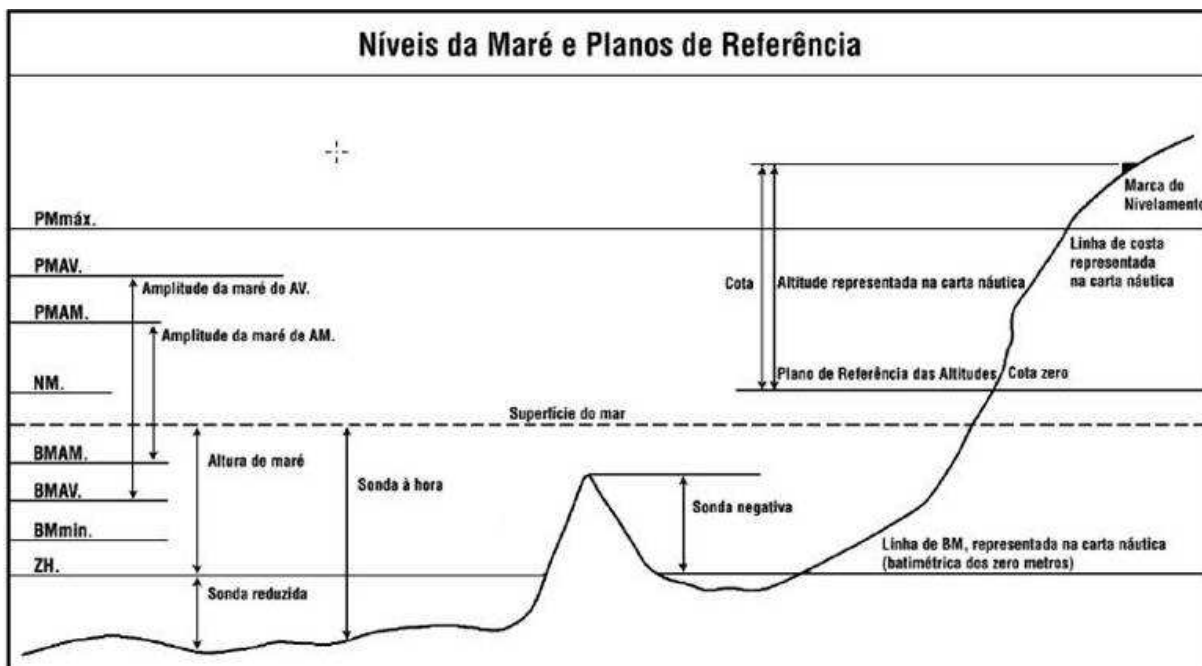 Níveis da Maré e Planos de Referência
Marca de
Nivelamento
PMmáx.
Linha de costa
representada
na carta náutica
PMAV.
Amplitude da maré de AV.
Cota
Altitude representada na carta náutica
PMAM.
Amplitude da maré de AM.
NM.
Plano de Referência das Altitudes
Cota zero
Superfície do mar
BMAM.
Altura de maré
Sonda à hora
BMAV.
Sonda negativa
BMmin.
Linha de BM, representada na carta náutica
(batimétrica dos zero metros)
ZH.
Sonda reduzida